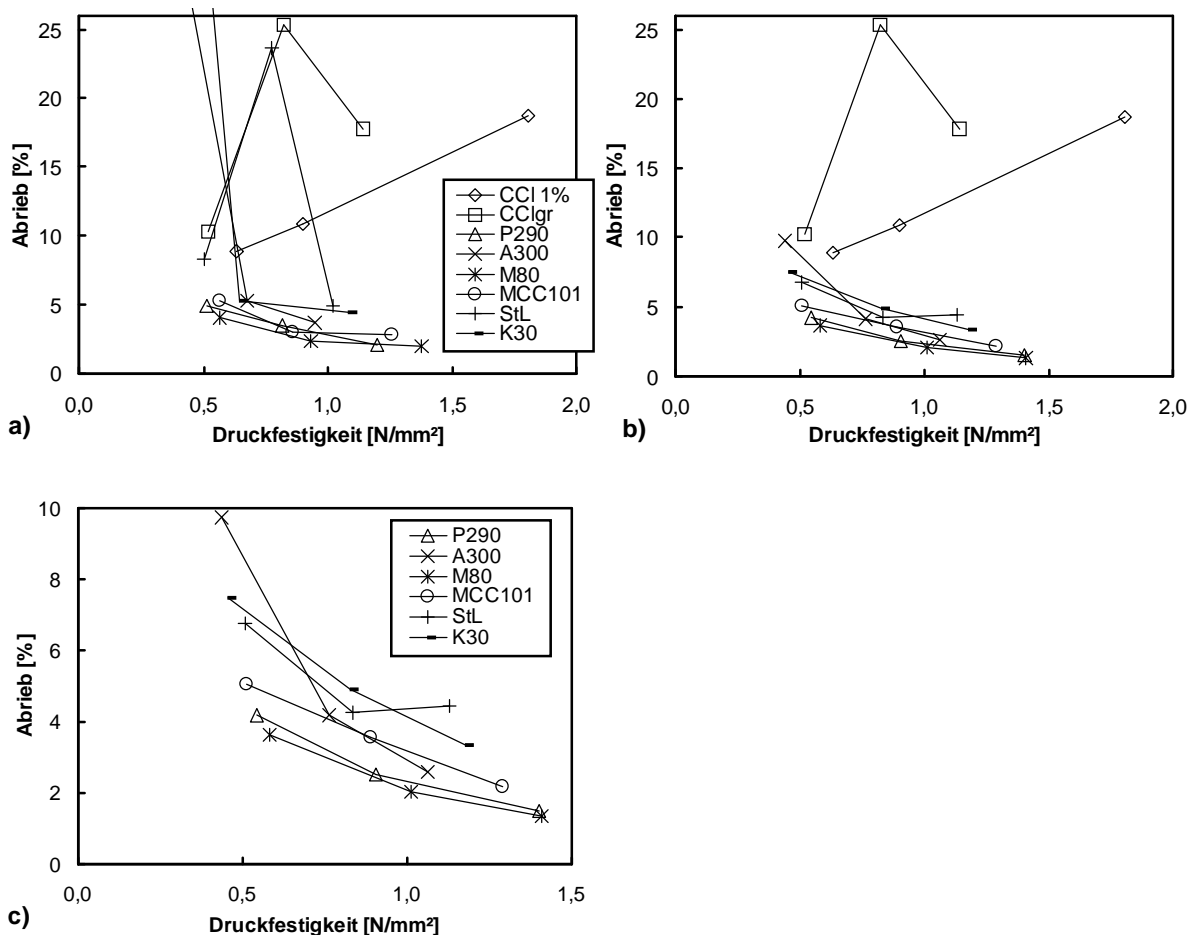 25
20
15
10
5
0
Abrieb [%]
0,0
0,5
1,0
1,5
2,0
Druckfestigkeit [N/mm²]
a)
CCl 1%
CClgr
P290
A300
M80
MCC101
StL
K30
25
20
15
10
5
0
Abrieb [%]
0,0
0,5
1,0
1,5
2,0
Druckfestigkeit [N/mm²]
b)
10
8
6
4
2
0
Abrieb [%]
0,0
0,5
1,0
1,5
Druckfestigkeit [N/mm²]
c)
P290
A300
M80
MCC101
StL
K30